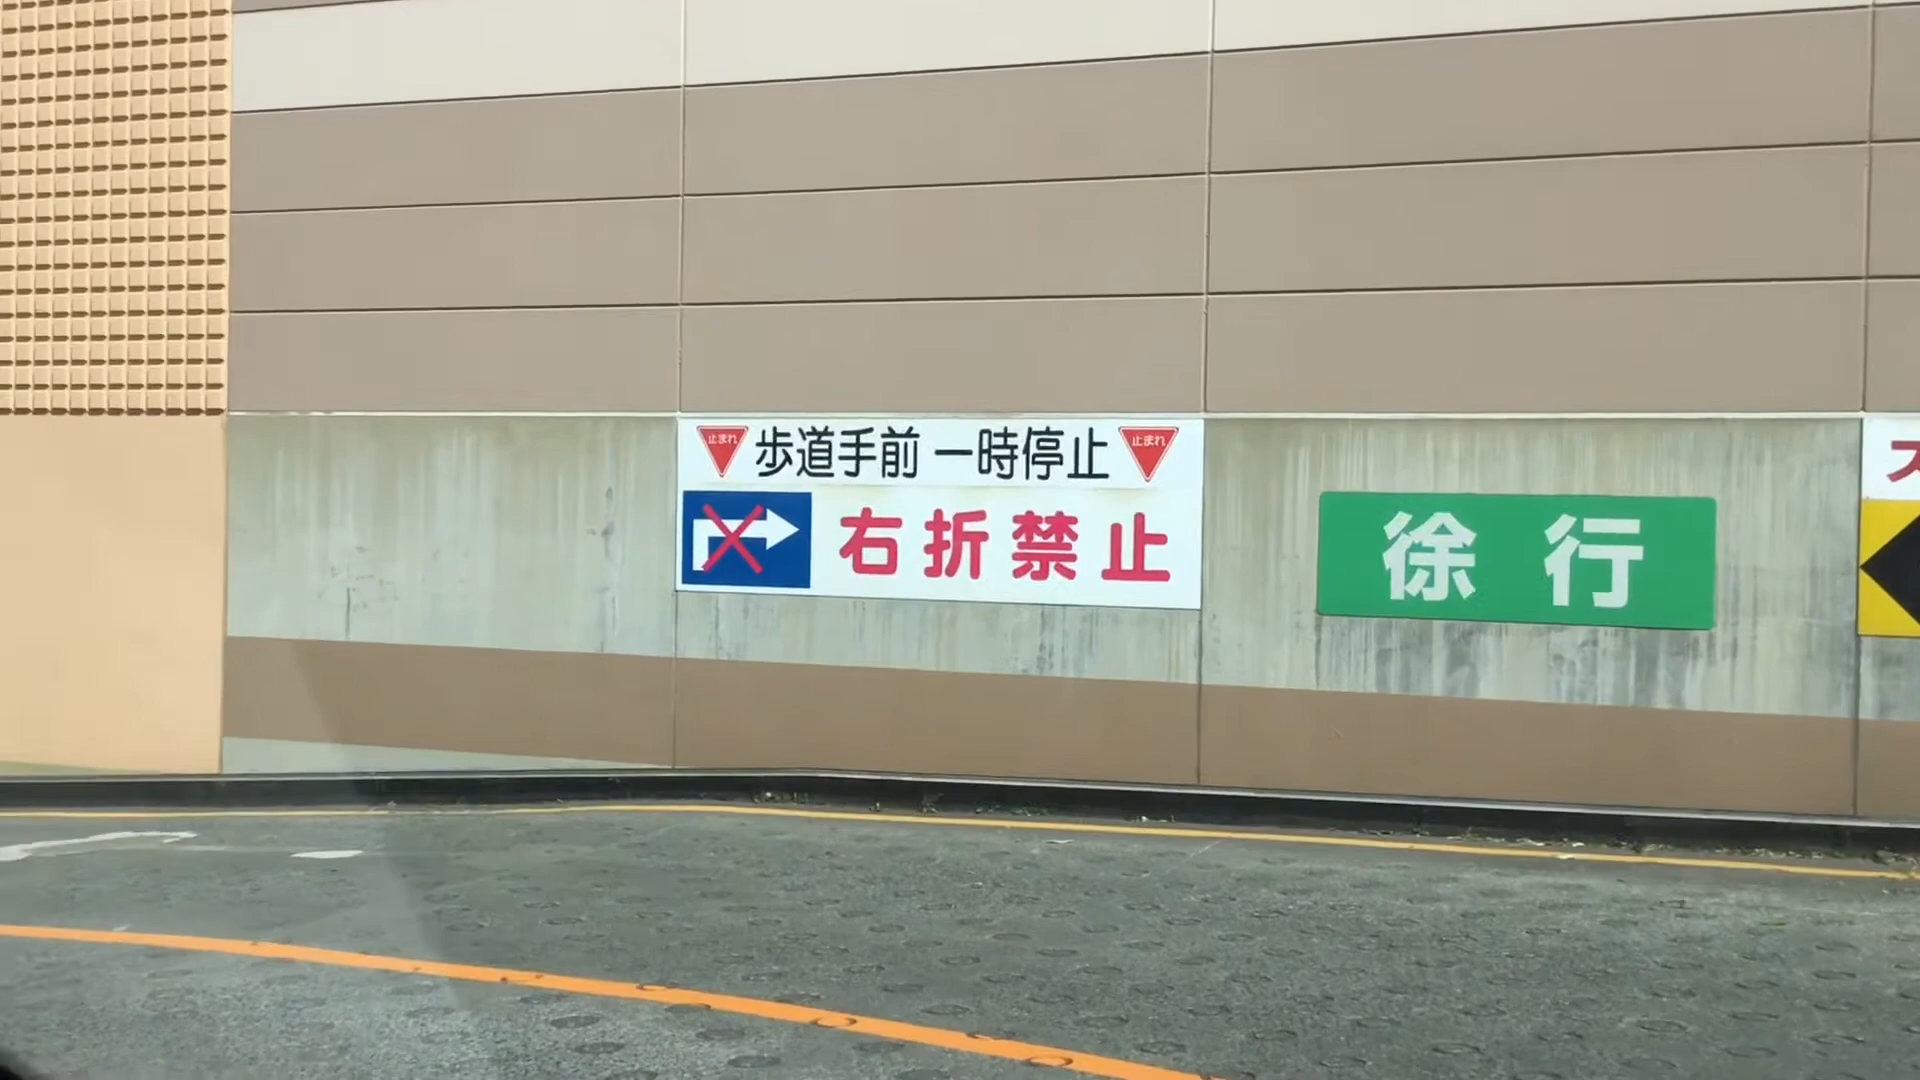 止まれ 歩道手前 一時停止 止まれ
右折禁止
徐行